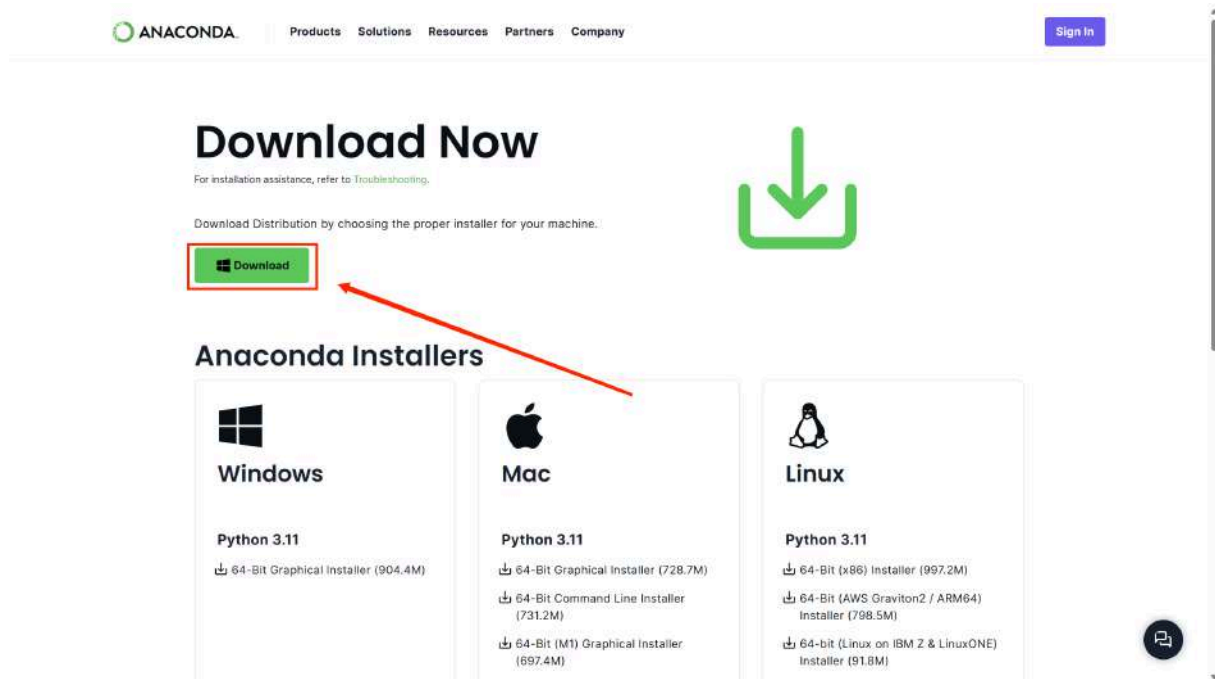 ANACONDA.
Products Solutions Resources Partners Company
Sign In
Download Now
For installation assistance, refer to Troubleshooting.
Download Distribution by choosing the proper installer for your machine.
Download
Anaconda Installers
Windows
Python 3.11
64-Bit Graphical Installer (904.4M)
Mac
Python 3.11
64-Bit Graphical Installer (728.7M)
64-Bit Command Line Installer
(731.2M)
64-Bit (M1) Graphical Installer
(697.4M)
Linux
Python 3.11
64-Bit (x86) Installer (997.2M)
64-Bit (AWS Graviton2 / ARM64)
Installer (798.5M)
64-bit (Linux on IBM Z & LinuxONE)
Installer (91.8M)